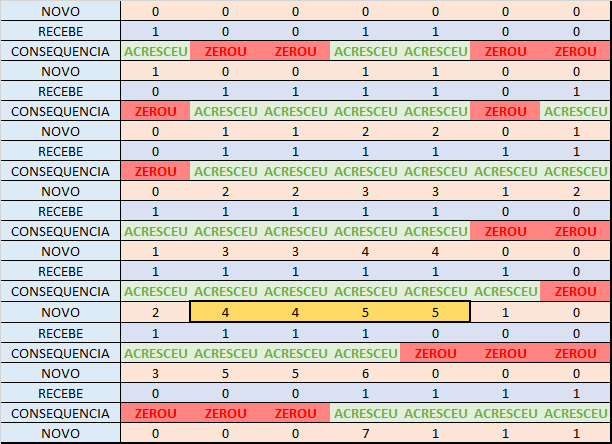 NOVO 0 0 0 0 0 0 0
RECEBE 1 0 0 1 1 0 0
CONSEQUENCIA ACRESCEU ZEROU ZEROU ACRESCEU ACRESCEU ZEROU ZEROU
NOVO 1 0 0 1 1 0 0
RECEBE 0 1 1 1 1 0 1
CONSEQUENCIA ZEROU ACRESCEU ACRESCEU ACRESCEU ACRESCEU ZEROU ACRESCEU
NOVO 0 1 1 2 2 0 1
RECEBE 0 1 1 1 1 1 1
CONSEQUENCIA ZEROU ACRESCEU ACRESCEU ACRESCEU ACRESCEU ACRESCEU ACRESCEU
NOVO 0 2 2 3 3 1 2
RECEBE 1 1 1 1 1 0 0
CONSEQUENCIA ACRESCEU ACRESCEU ACRESCEU ACRESCEU ACRESCEU ZEROU ZEROU
NOVO 1 3 3 4 4 0 0
RECEBE 1 1 1 1 1 1 0
CONSEQUENCIA ACRESCEU ACRESCEU ACRESCEU ACRESCEU ACRESCEU ACRESCEU ZEROU
NOVO 2 4 4 5 5 1 0
RECEBE 1 1 1 1 0 0 0
CONSEQUENCIA ACRESCEU ACRESCEU ACRESCEU ACRESCEU ZEROU ZEROU ZEROU
NOVO 3 5 5 6 0 0 0
RECEBE 0 0 0 1 1 1 1
CONSEQUENCIA ZEROU ZEROU ZEROU ACRESCEU ACRESCEU ACRESCEU ACRESCEU
NOVO 0 0 0 7 1 1 1